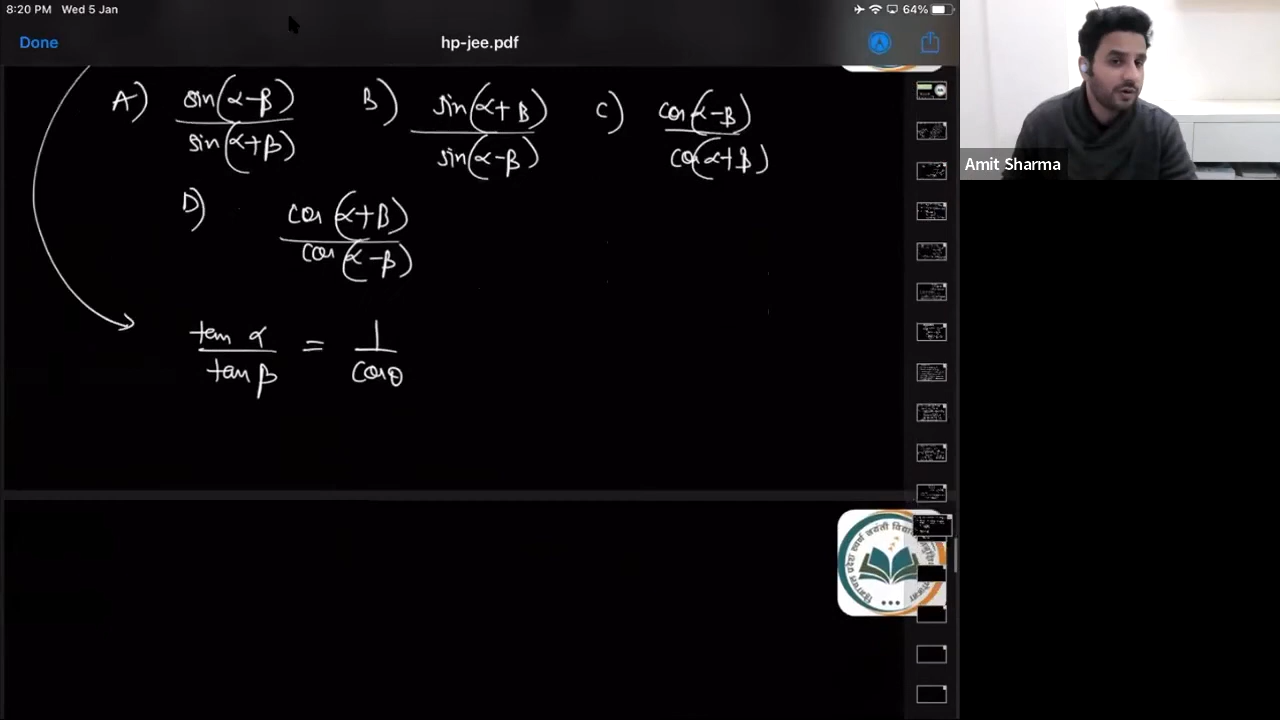 8:20 PM Wed 5 Jan
64%
Done
hp-jee.pdf
A) sin(α-β)/sin(α+β) B) sin(α+β)/sin(α-β) C) cos(α-β)/cos(α+β)
D) cos(α+β)/cos(α-β)
tan α/tan β = 1/cosθ
Amit Sharma